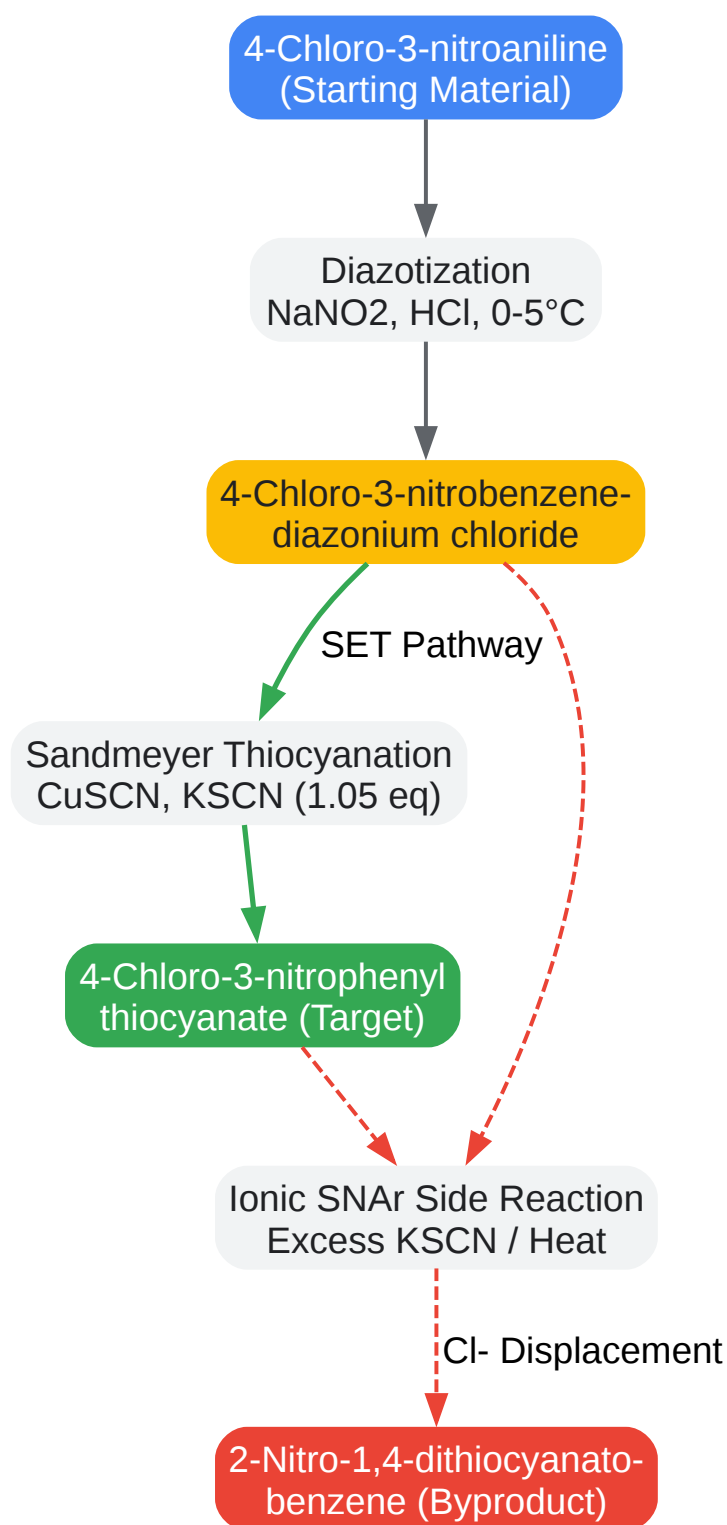 4-Chloro-3-nitroaniline
(Starting Material)
Diazotization
NaNO2, HCl, 0-5°C
4-Chloro-3-nitrobenzene-
diazonium chloride
SET Pathway
Sandmeyer Thiocyanation
CuSCN, KSCN (1.05 eq)
4-Chloro-3-nitrophenyl
thiocyanate (Target)
Ionic SNAr Side Reaction
Excess KSCN / Heat
Cl- Displacement
2-Nitro-1,4-dithiocyanato-
benzene (Byproduct)